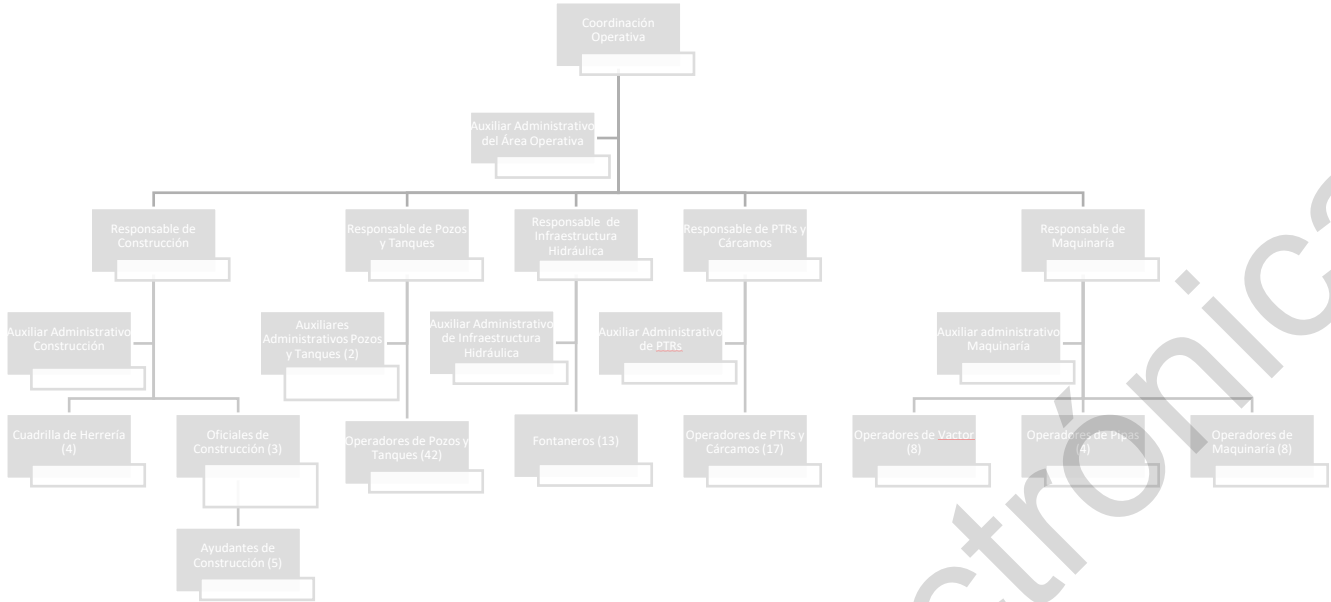 Coordinación
Operativa
Auxiliar Administrativo
del Área Operativa
Responsable de
Construcción
Responsable de Pozos
y Tanques
Responsable de
Infraestructura
Hidráulica
Responsable de PTRs y
Cárcamos
Responsable de
Maquinaría
Auxiliar Administrativo
Construcción
Auxiliares
Administrativos Pozos
y Tanques (2)
Auxiliar Administrativo
de Infraestructura
Hidráulica
Auxiliar Administrativo
de PTRs
Auxiliar administrativo
Maquinaría
Cuadrilla de Herrería
(4)
Oficiales de
Construcción (3)
Operadores de Pozos y
Tanques (42)
Fontaneros (13)
Operadores de PTRs y
Cárcamos (17)
Operadores de Vactor
(8)
Operadores de Pipas
(4)
Operadores de
Maquinaría (8)
Ayudantes de
Construcción (5)
ctrónica